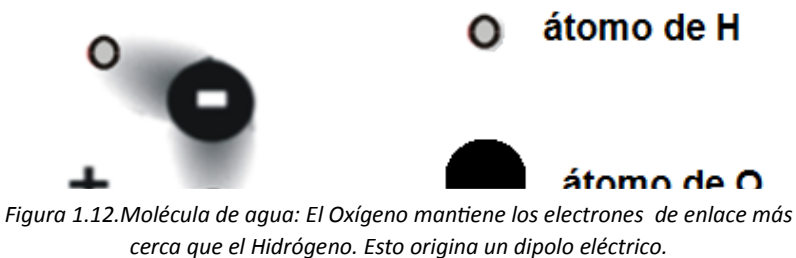 átomo de H
átomo de O
Figura 1.12.Molécula de agua: El Oxígeno mantiene los electrones de enlace más
cerca que el Hidrógeno. Esto origina un dipolo eléctrico.